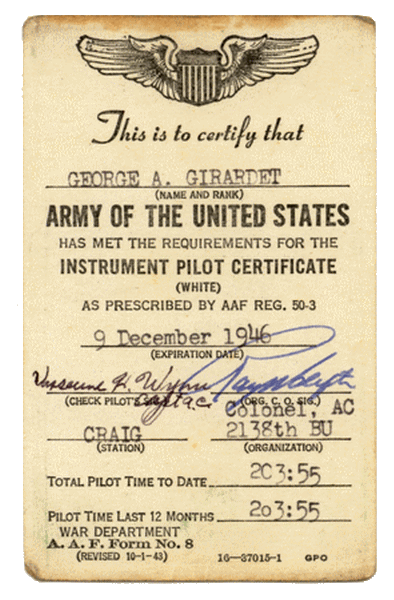 This is to certify that
GEORGE A. GIRARDET
(NAME AND RANK)
ARMY OF THE UNITED STATES
HAS MET THE REQUIREMENTS FOR THE
INSTRUMENT PILOT CERTIFICATE
(WHITE)
AS PRESCRIBED BY AAF REG. 50-3
9 December 1946
(EXPIRATION DATE)
(CHECK PILOT'S (ORG. C. O. SIG.)
Colonel, AC
CRAIG 2138th BU
(STATION) (ORGANIZATION)
TOTAL PILOT TIME TO DATE 203:55
PILOT TIME LAST 12 MONTHS 203:55
WAR DEPARTMENT
A. A. F. FORM NO. 8
(REVISED 10-1-43) 16—37015-1 GPO